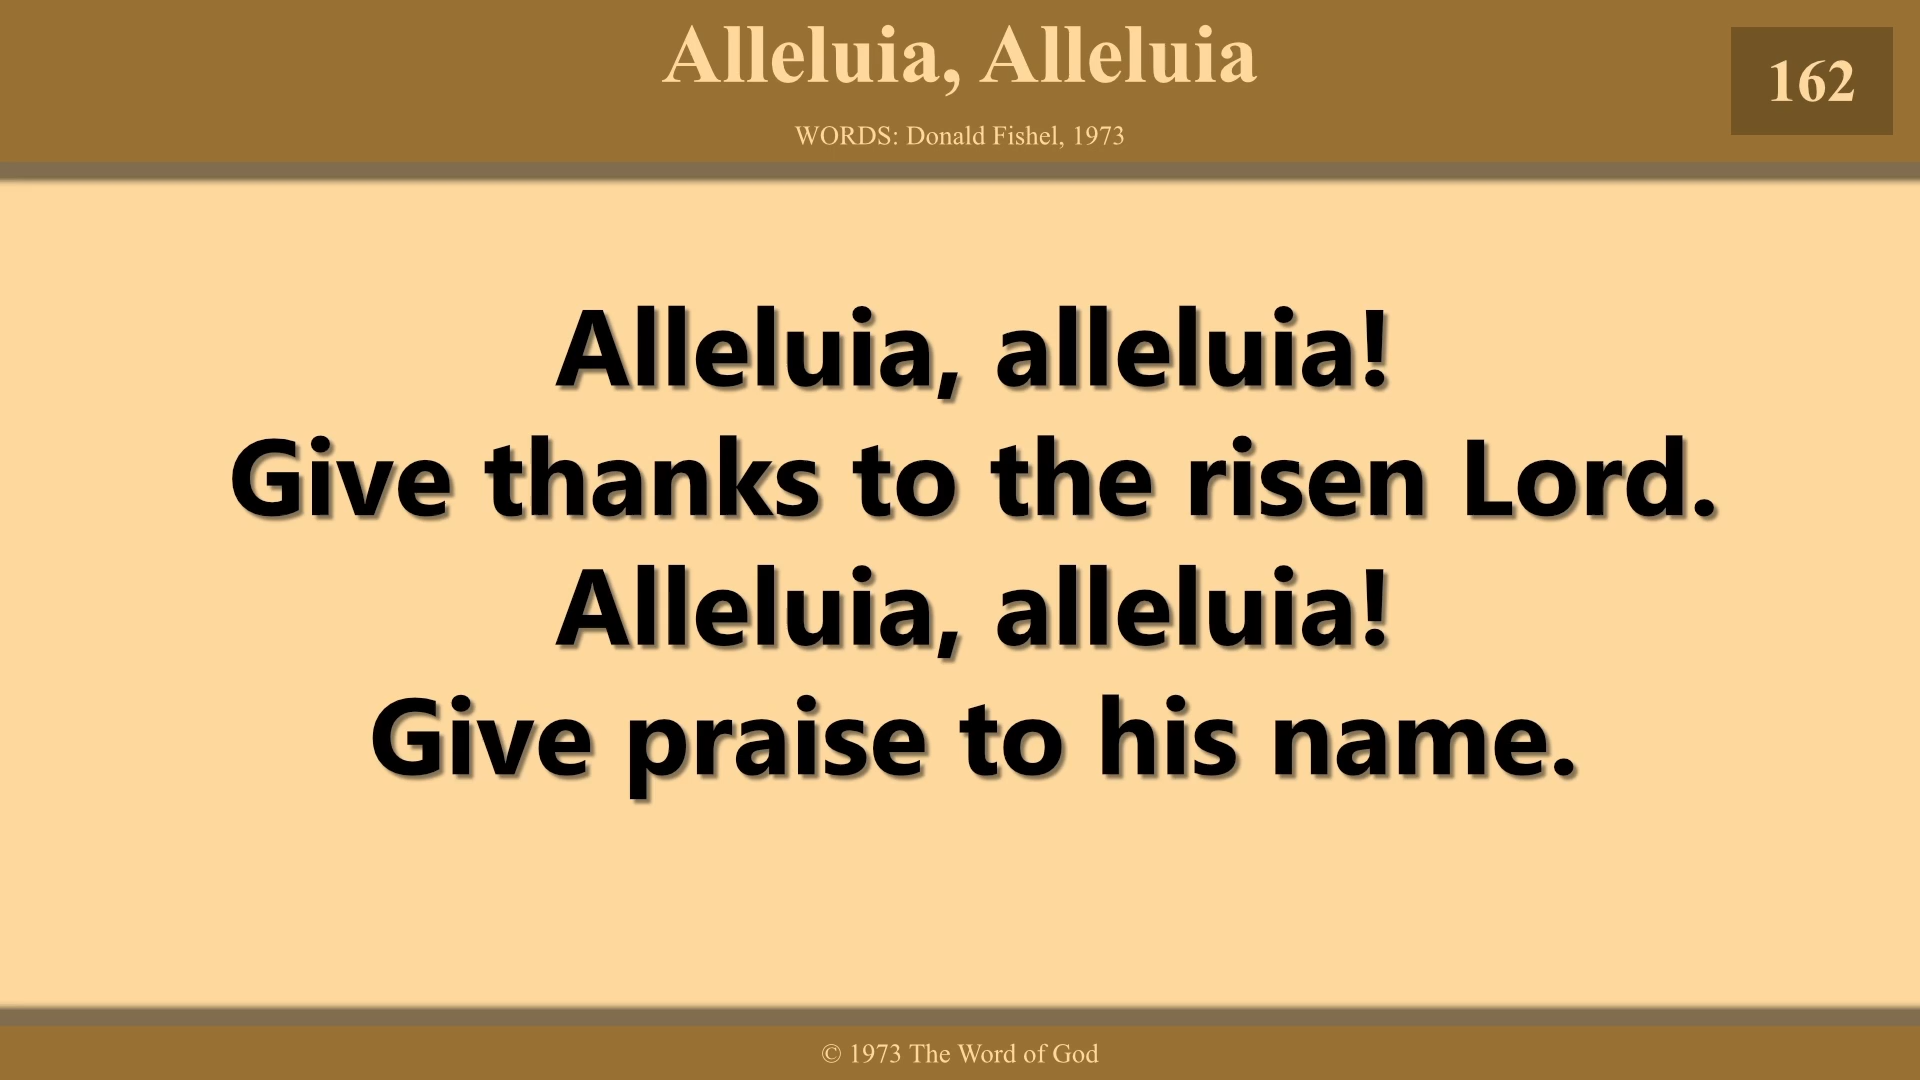 Alleluia, Alleluia
162
WORDS: Donald Fishel, 1973
Alleluia, alleluia!
Give thanks to the risen Lord.
Alleluia, alleluia!
Give praise to his name.
© 1973 The Word of God